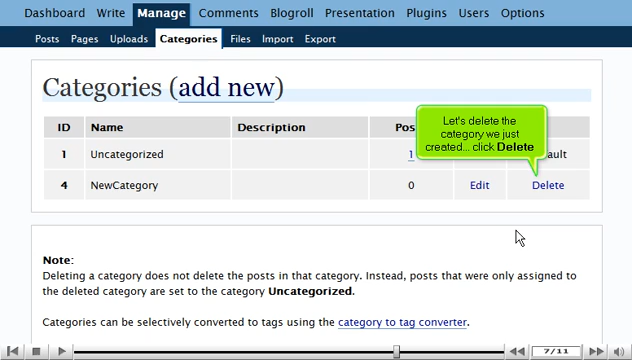 Dashboard Write Manage Comments Blogroll Presentation Plugins Users Options
Posts Pages Uploads Categories Files Import Export
Categories (add new)
ID Name Description
Let's delete the
category we just
created... click Delete
1 Uncategorized 1
4 NewCategory 0 Edit Delete
Note:
Deleting a category does not delete the posts in that category. Instead, posts that were only assigned to
the deleted category are set to the category Uncategorized.
Categories can be selectively converted to tags using the category to tag converter.
7/11